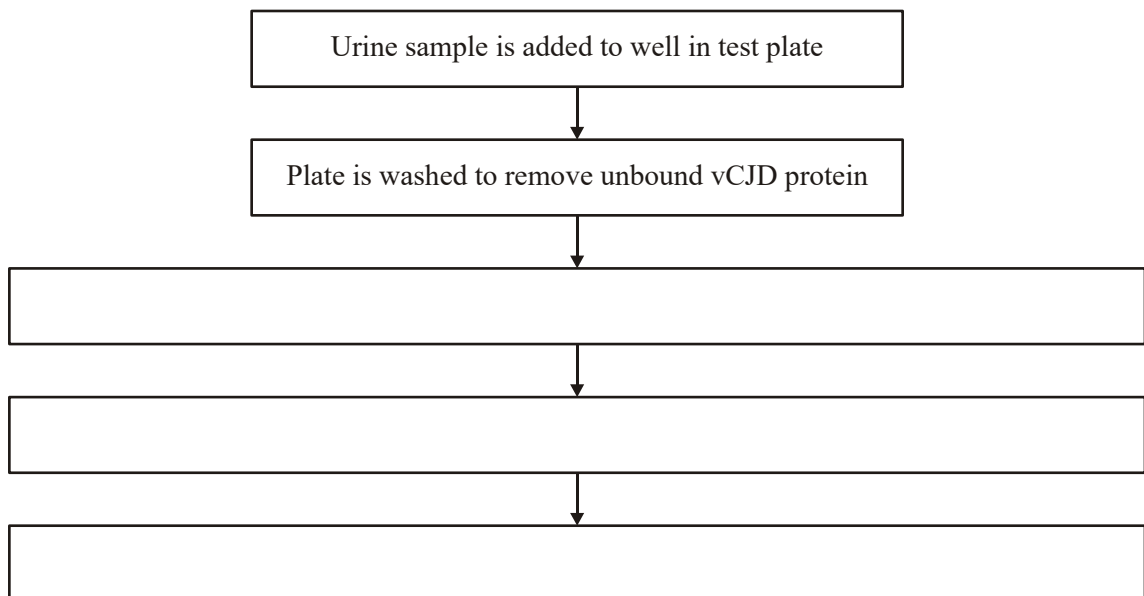 Urine sample is added to well in test plate
Plate is washed to remove unbound vCJD protein